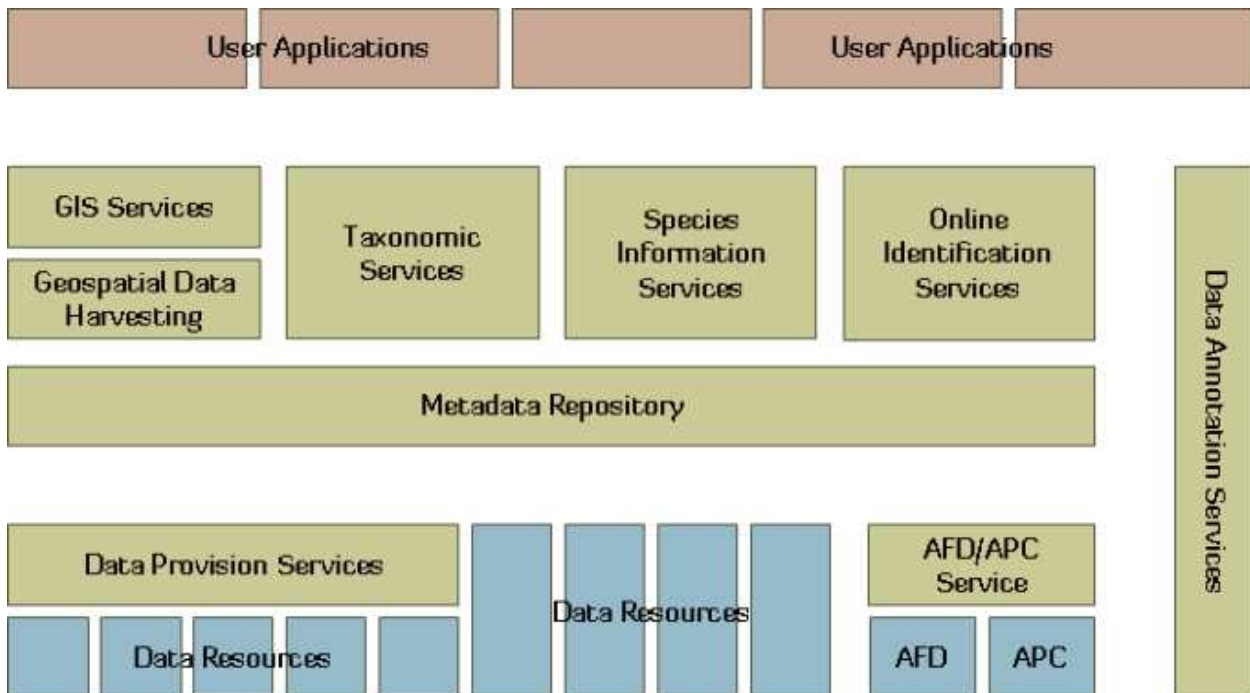 User Applications
User Applications
GIS Services
Geospatial Data
Harvesting
Taxonomic
Services
Species
Information
Services
Online
Identification
Services
Data Annotation Services
Metadata Repository
Data Provision Services
Data Resources
Data Resources
AFD/APC
Service
AFD
APC